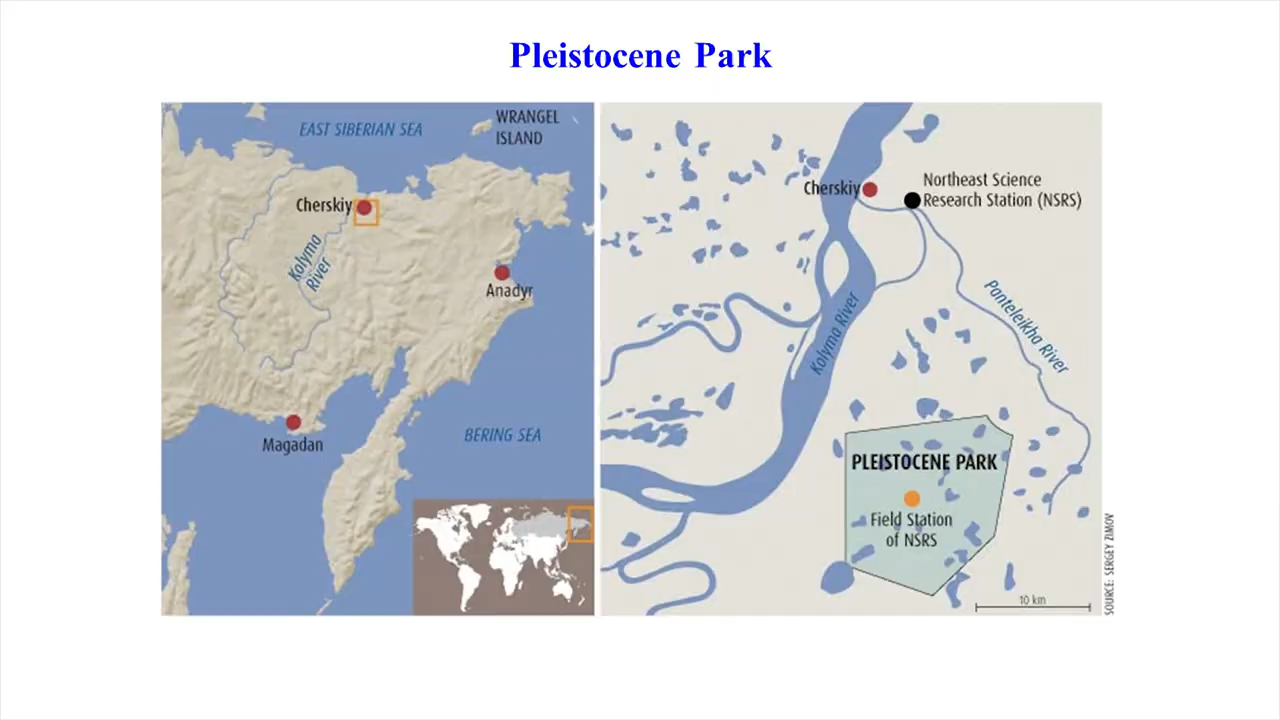 Pleistocene Park
EAST SIBERIAN SEA
WRANGEL
ISLAND
Cherskiy
Kolyma
River
Anadyr
Magadan
BERING SEA
Cherskiy
Northeast Science
Research Station (NSRS)
Panteleikha River
Kolyma River
PLEISTOCENE PARK
Field Station
of NSRS
10 km
SOURCE: SERGEY ZIMOV